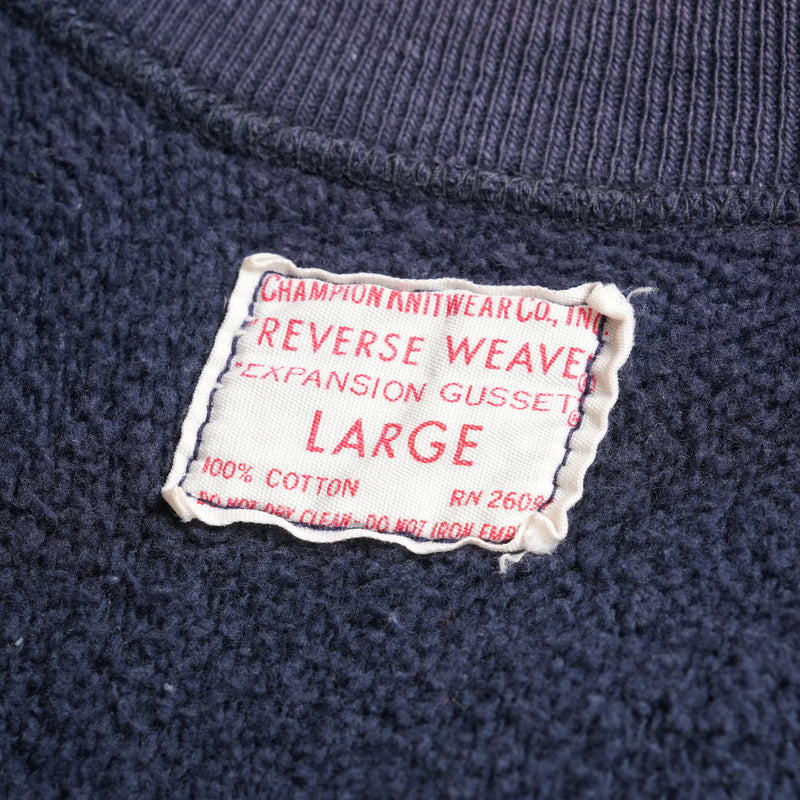 CHAMPION KNITWEAR CO., INC.
"REVERSE WEAVE®
"EXPANSION GUSSET®
LARGE
100% COTTON RN 2609
DO NOT DRY CLEAN - DO NOT IRON